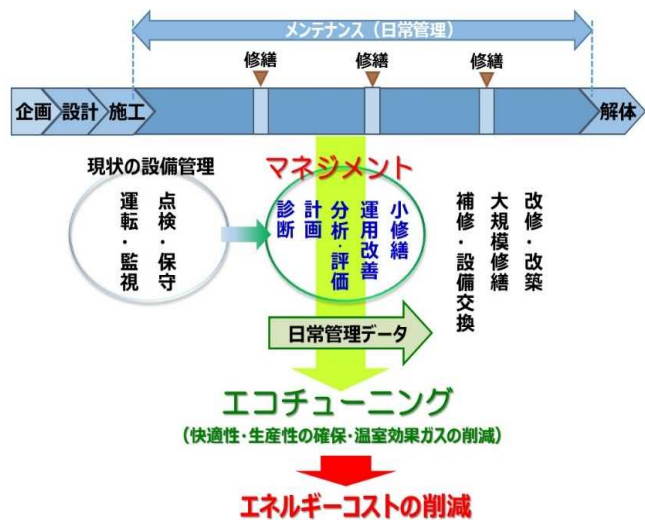 メンテナンス（日常管理）
修繕
修繕
修繕
企画
設計
施工
解体
現状の設備管理
マネジメント
点検・保守
運転・監視
診断
計画
分析・評価
運用改善
小修繕
補修・設備交換
大規模修繕
改修・改築
日常管理データ
エコチューニング
（快適性・生産性の確保・温室効果ガスの削減）
エネルギーコストの削減